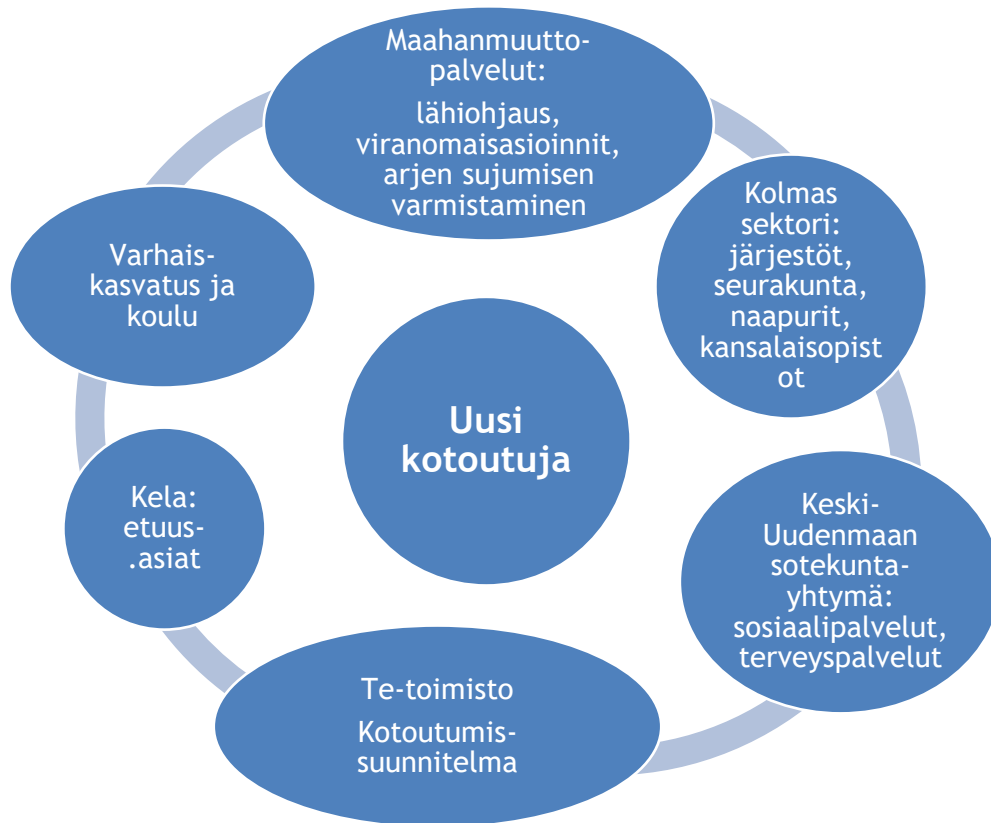 Maahanmuutto-
palvelut:
lähiohjaus,
viranomaisasioinnit,
arjen sujumisen
varmistaminen
Kolmas
sektori:
järjestöt,
seurakunta,
naapurit,
kansalaisopist
ot
Keski-
Uudenmaan
sotekunta-
yhtymä:
sosiaalipalvelut,
terveyspalvelut
Te-toimisto
Kotoutumis-
suunnitelma
Kela:
etuus-
.asiat
Varhais-
kasvatus ja
koulu
Uusi
kotoutuja